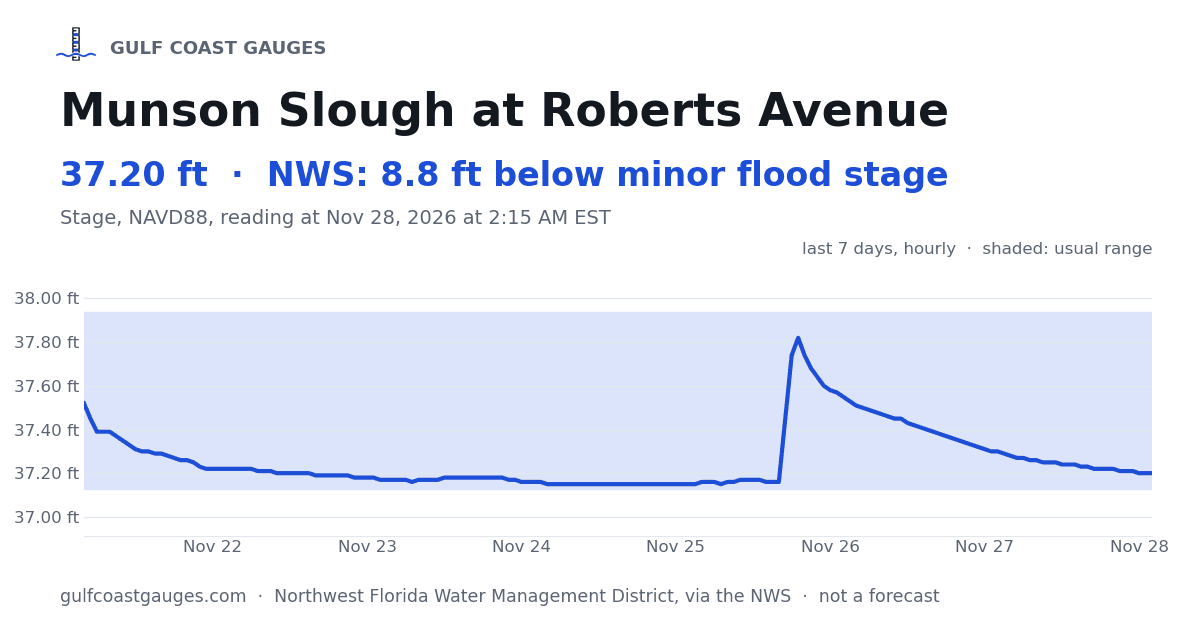 GULF COAST GAUGES
Munson Slough at Roberts Avenue
37.20 ft · NWS: 8.8 ft below minor flood stage
Stage, NAVD88, reading at Nov 28, 2026 at 2:15 AM EST
last 7 days, hourly · shaded: usual range
38.00 ft
37.80 ft
37.60 ft
37.40 ft
37.20 ft
37.00 ft
Nov 22 Nov 23 Nov 24 Nov 25 Nov 26 Nov 27 Nov 28
gulfcoastgauges.com · Northwest Florida Water Management District, via the NWS · not a forecast